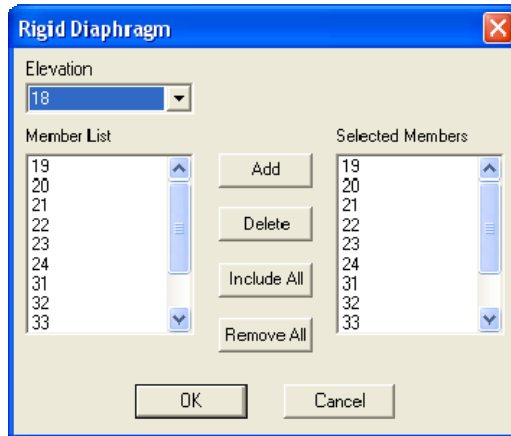 Rigid Diaphragm
Elevation
18
Member List
19
20
21
22
23
24
31
32
33
Add
Delete
Include All
Remove All
Selected Members
19
20
21
22
23
24
31
32
33
OK
Cancel